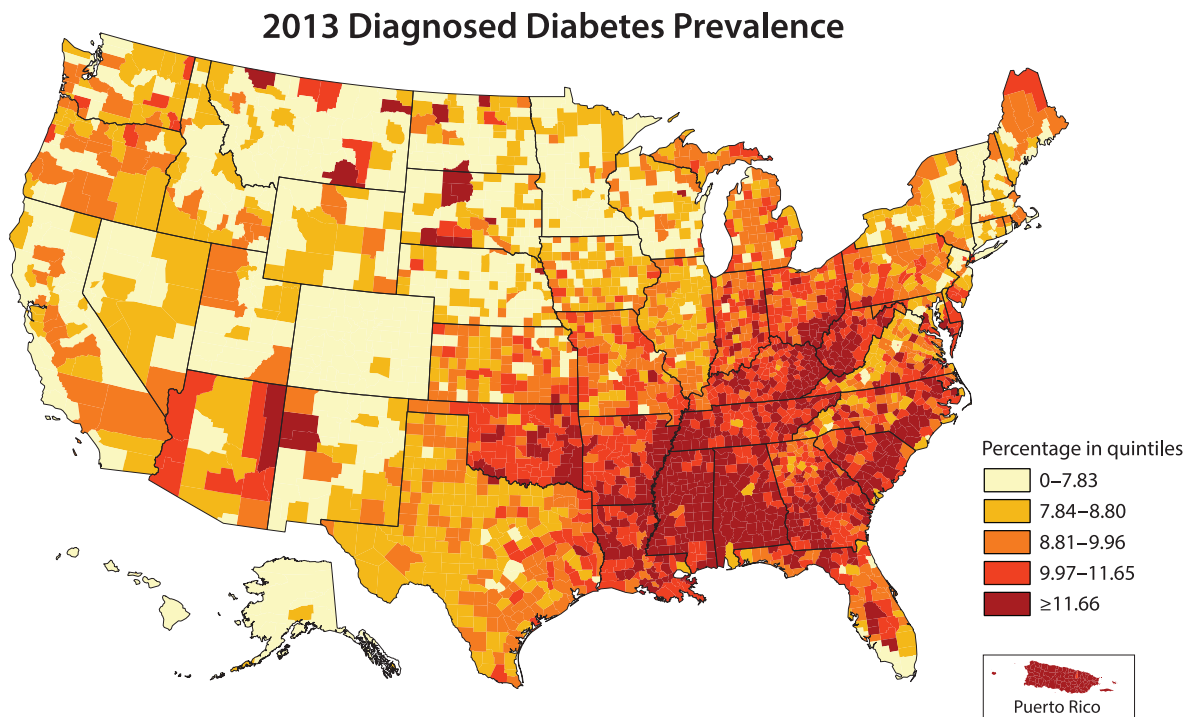 2013 Diagnosed Diabetes Prevalence
Percentage in quintiles
0–7.83
7.84–8.80
8.81–9.96
9.97–11.65
≥11.66
Puerto Rico